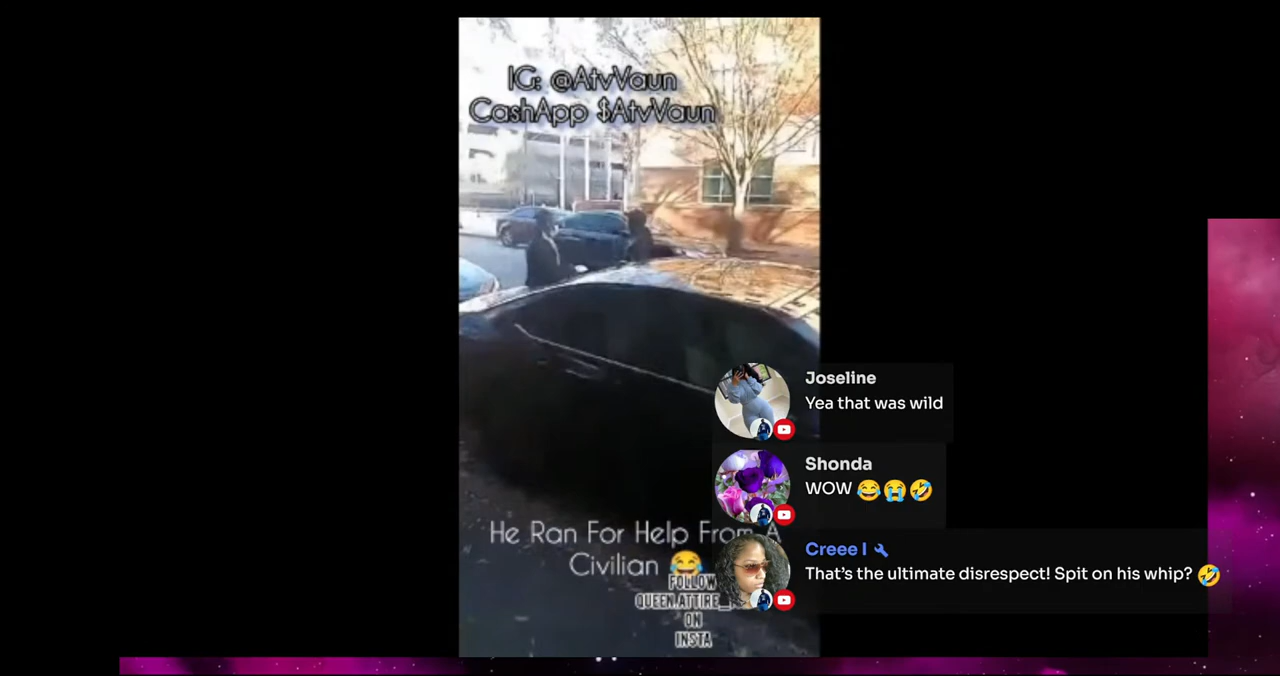 IG: @AtvVaun
CashApp $AtvVaun
Joseline
Yea that was wild
Shonda
WOW 😂😭🤣
He Ran For Help From A
Civilian 😂
Creee l
That's the ultimate disrespect! Spit on his whip? 🤣
FOLLOW
QUEEN.ATTIRE_
ON
INSTA